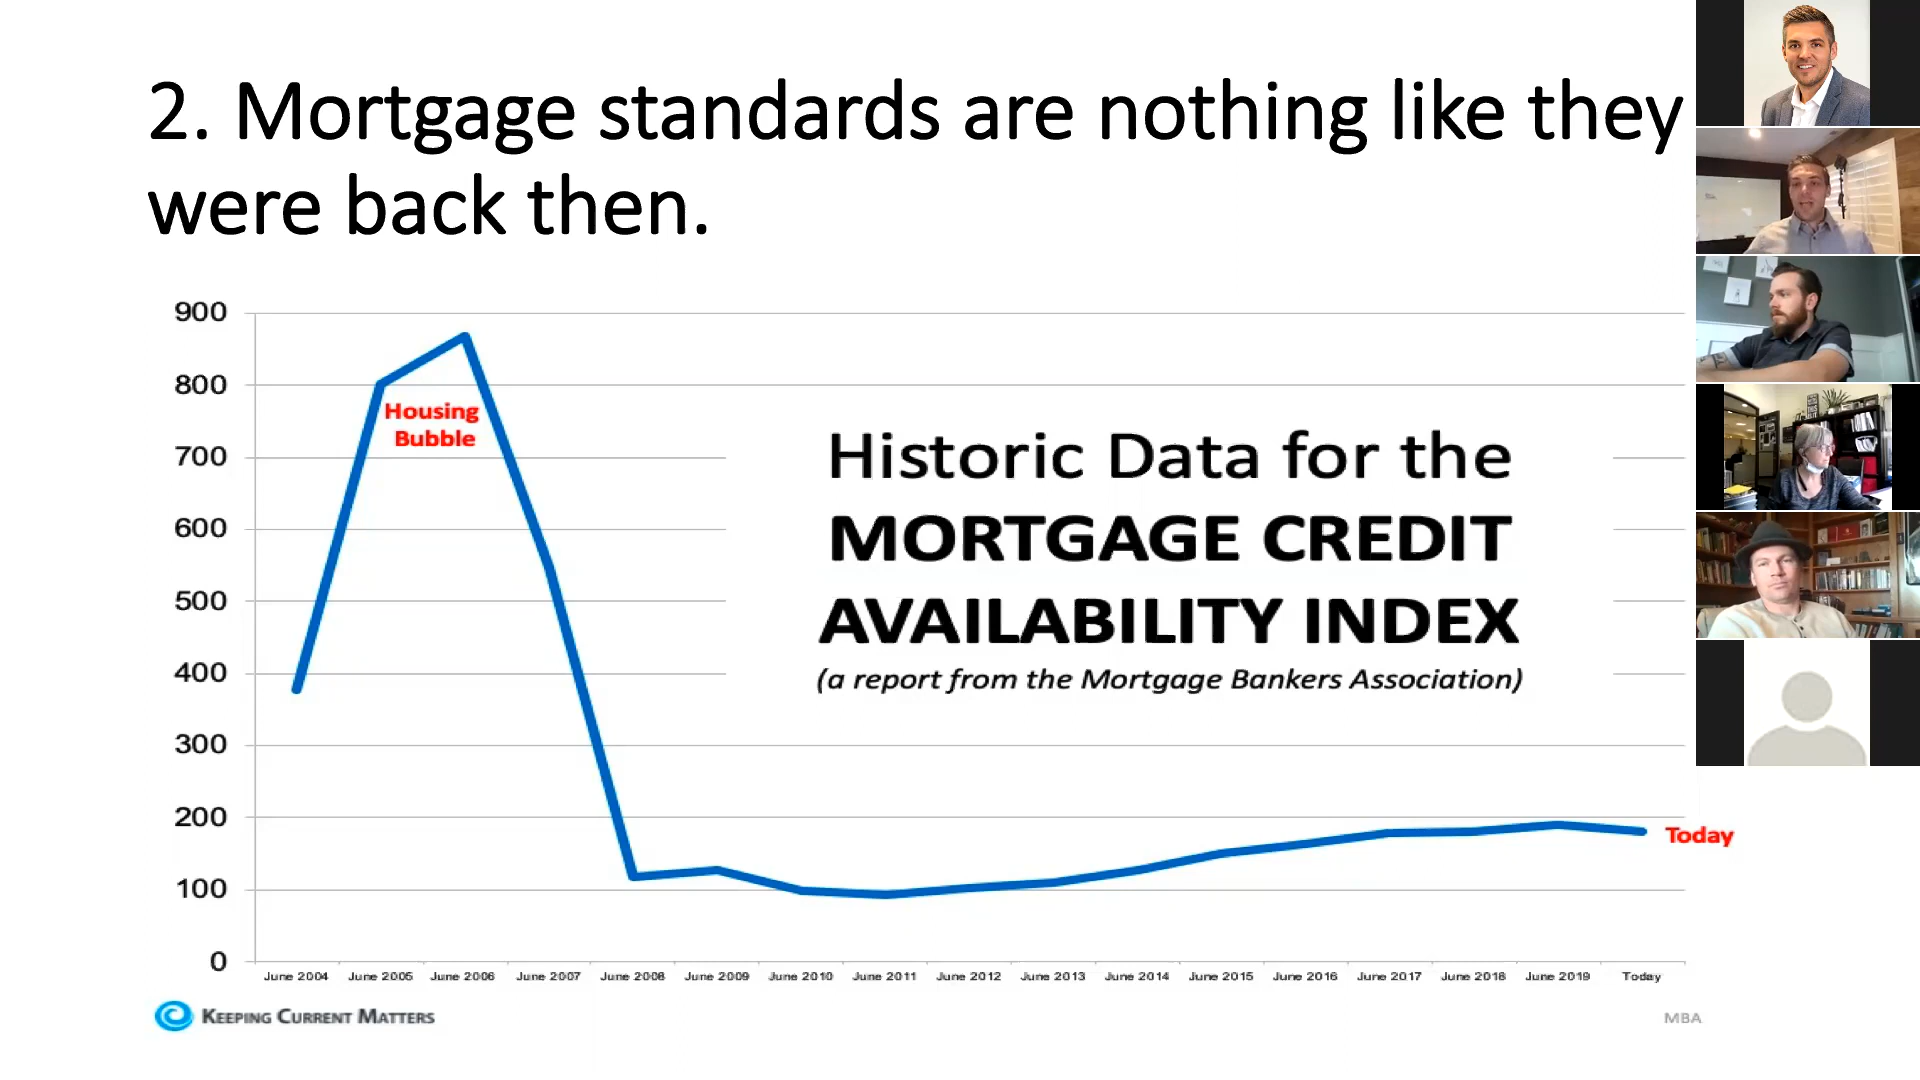 2. Mortgage standards are nothing like they
were back then.
900
800
700
600
500
400
300
200
100
0
Housing
Bubble
Historic Data for the
MORTGAGE CREDIT
AVAILABILITY INDEX
(a report from the Mortgage Bankers Association)
Today
June 2004 June 2005 June 2006 June 2007 June 2008 June 2009 June 2010 June 2011 June 2012 June 2013 June 2014 June 2015 June 2016 June 2017 June 2018 June 2019 Today
KEEPING CURRENT MATTERS
MBA